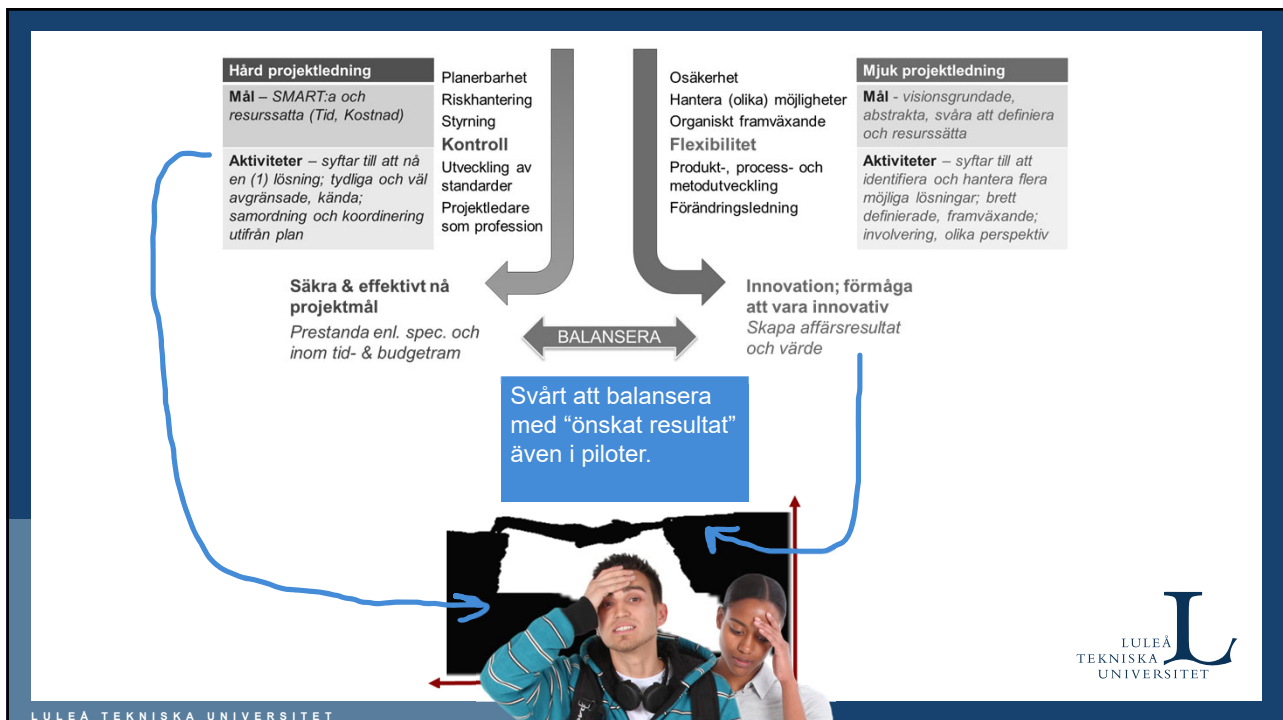 Hård projektledning
Mål – SMART:a och
resurssatta (Tid, Kostnad)
Aktiviteter – syftar till att nå
en (1) lösning; tydliga och väl
avgränsade, kända;
samordning och koordinering
utifrån plan
Planerbarhet
Riskhantering
Styrning
Kontroll
Utveckling av
standarder
Projektledare
som profession
Osäkerhet
Hantera (olika) möjligheter
Organiskt framväxande
Flexibilitet
Produkt-, process- och
metodutveckling
Förändringsledning
Mjuk projektledning
Mål - visionsgrundade,
abstrakta, svåra att definiera
och resurssätta
Aktiviteter – syftar till att
identifiera och hantera flera
möjliga lösningar; brett
definierade, framväxande;
involvering, olika perspektiv
Säkra & effektivt nå
projektmål
Prestanda enl. spec. och
inom tid- & budgetram
BALANSERA
Innovation; förmåga
att vara innovativ
Skapa affärsresultat
och värde
Svårt att balansera
med “önskat resultat”
även i piloter.
LULEÅ
TEKNISKA
UNIVERSITET
L
LULEÅ TEKNISKA UNIVERSITET